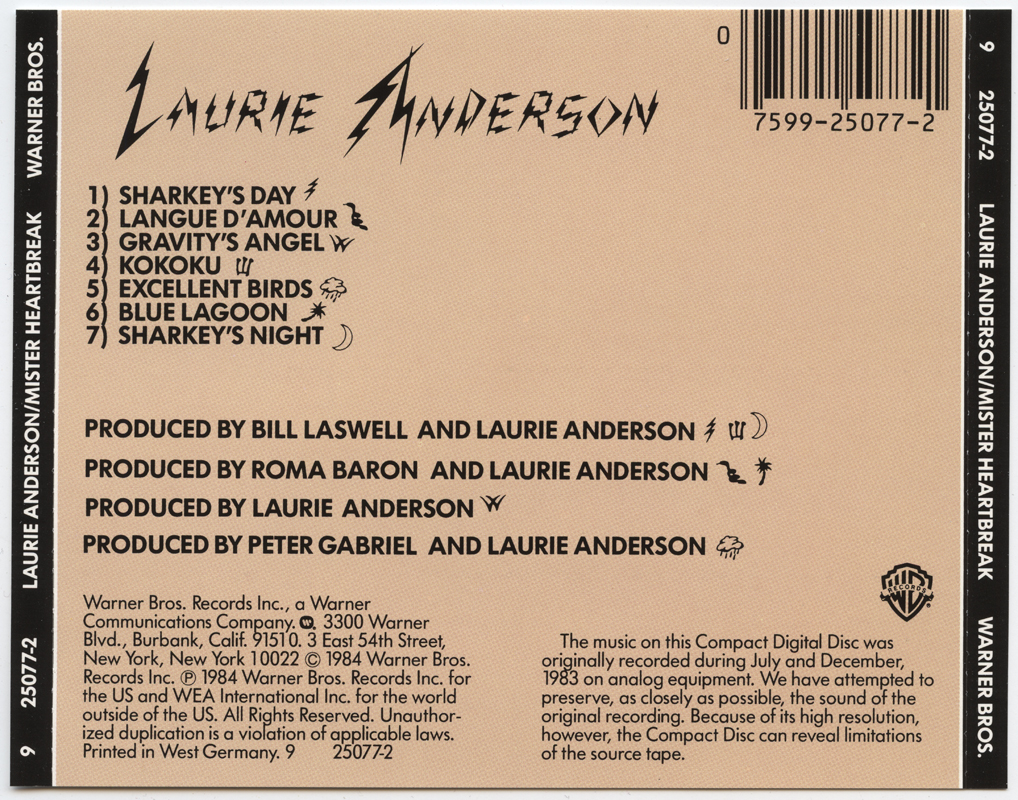 LAURIE ANDERSON
0
7599-25077-2
1) SHARKEY'S DAY
2) LANGUE D'AMOUR
3) GRAVITY'S ANGEL
4) KOKOKU
5) EXCELLENT BIRDS
6) BLUE LAGOON
7) SHARKEY'S NIGHT
PRODUCED BY BILL LASWELL AND LAURIE ANDERSON
PRODUCED BY ROMA BARON AND LAURIE ANDERSON
PRODUCED BY LAURIE ANDERSON
PRODUCED BY PETER GABRIEL AND LAURIE ANDERSON
Warner Bros. Records Inc., a Warner
Communications Company. 3300 Warner
Blvd., Burbank, Calif. 91510. 3 East 54th Street,
New York, New York 10022 © 1984 Warner Bros.
Records Inc. ℗ 1984 Warner Bros. Records Inc. for
the US and WEA International Inc. for the world
outside of the US. All Rights Reserved. Unauthor-
ized duplication is a violation of applicable laws.
Printed in West Germany. 9 25077-2
WB
RECORDS
The music on this Compact Digital Disc was
originally recorded during July and December,
1983 on analog equipment. We have attempted to
preserve, as closely as possible, the sound of the
original recording. Because of its high resolution,
however, the Compact Disc can reveal limitations
of the source tape.
9 25077-2 LAURIE ANDERSON/MISTER HEARTBREAK WARNER BROS.
9 25077-2 LAURIE ANDERSON/MISTER HEARTBREAK WARNER BROS.